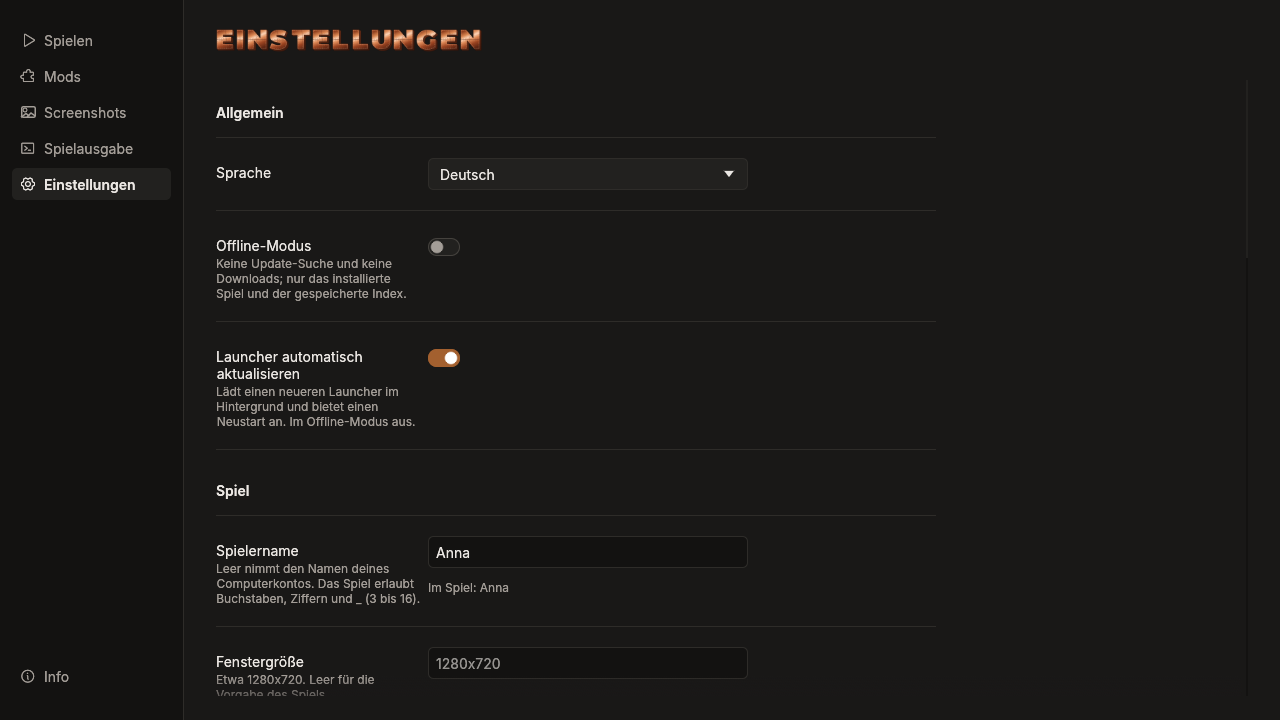 Spielen
Mods
Screenshots
Spielausgabe
Einstellungen
Info
EINSTELLUNGEN
Allgemein
Sprache
Deutsch
Offline-Modus
Keine Update-Suche und keine
Downloads; nur das installierte
Spiel und der gespeicherte Index.
Launcher automatisch
aktualisieren
Lädt einen neueren Launcher im
Hintergrund und bietet einen
Neustart an. Im Offline-Modus aus.
Spiel
Spielername
Leer nimmt den Namen deines
Computerkontos. Das Spiel erlaubt
Buchstaben, Ziffern und _ (3 bis 16).
Anna
Im Spiel: Anna
Fenstergröße
Etwa 1280x720. Leer für die
Vorgabe des Spiels.
1280x720